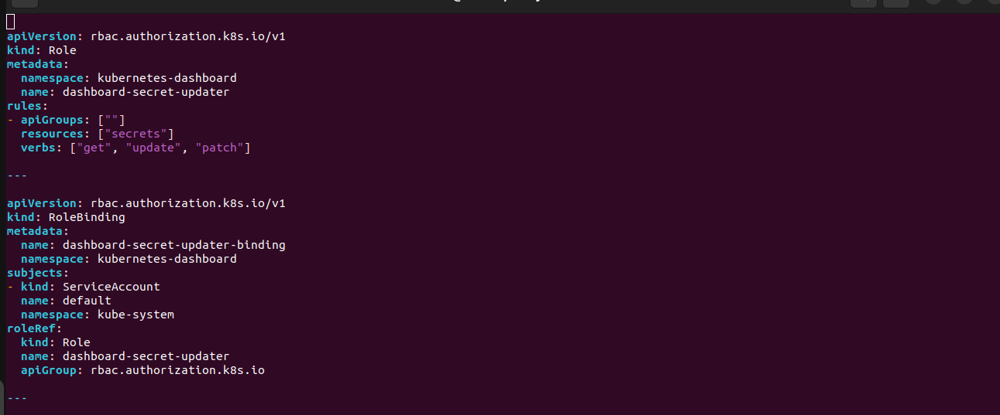 apiVersion: rbac.authorization.k8s.io/v1
kind: Role
metadata:
  namespace: kubernetes-dashboard
  name: dashboard-secret-updater
rules:
- apiGroups: [""]
  resources: ["secrets"]
  verbs: ["get", "update", "patch"]

---

apiVersion: rbac.authorization.k8s.io/v1
kind: RoleBinding
metadata:
  name: dashboard-secret-updater-binding
  namespace: kubernetes-dashboard
subjects:
- kind: ServiceAccount
  name: default
  namespace: kube-system
roleRef:
  kind: Role
  name: dashboard-secret-updater
  apiGroup: rbac.authorization.k8s.io

---